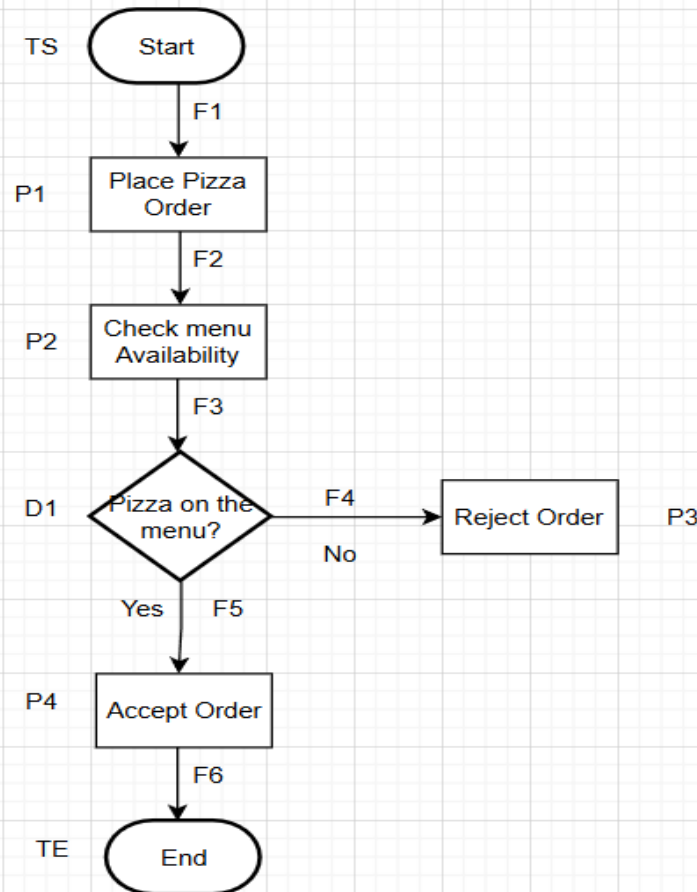 TS
Start
F1
P1
Place Pizza
Order
F2
P2
Check menu
Availability
F3
D1
Pizza on the
menu?
F4
No
Reject Order
P3
Yes
F5
P4
Accept Order
F6
TE
End